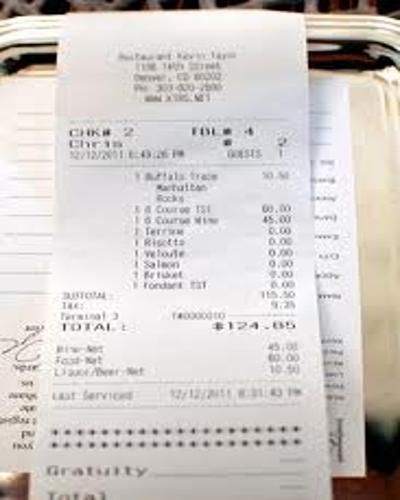 Restaurant Kevin Taylor
1106 14th Street
Denver, CO 80202
Ph: 303-820-2600
WWW.KTRG.NET
CHK# 2 TBL# 4
Chris # 2
12/12/2011 6:49:26 PM GUESTS 1
1 Buffalo Trace 10.50
Manhattan
Rocks
1 6 Course TST 60.00
1 6 Course Wine 45.00
1 Terrine 0.00
1 Risotto 0.00
1 Veloute 0.00
1 Salmon 0.00
1 Brisket 0.00
1 Fondant TST 0.00
SUBTOTAL: 115.50
Tax: 9.35
Terminal 3
TOTAL: $124.85
Wine-Net 45.00
Food-Net 60.00
Liquor/Beer-Net 10.50
Last Serviced 12/12/2011 8:31:43 PM
Gratuity
Total